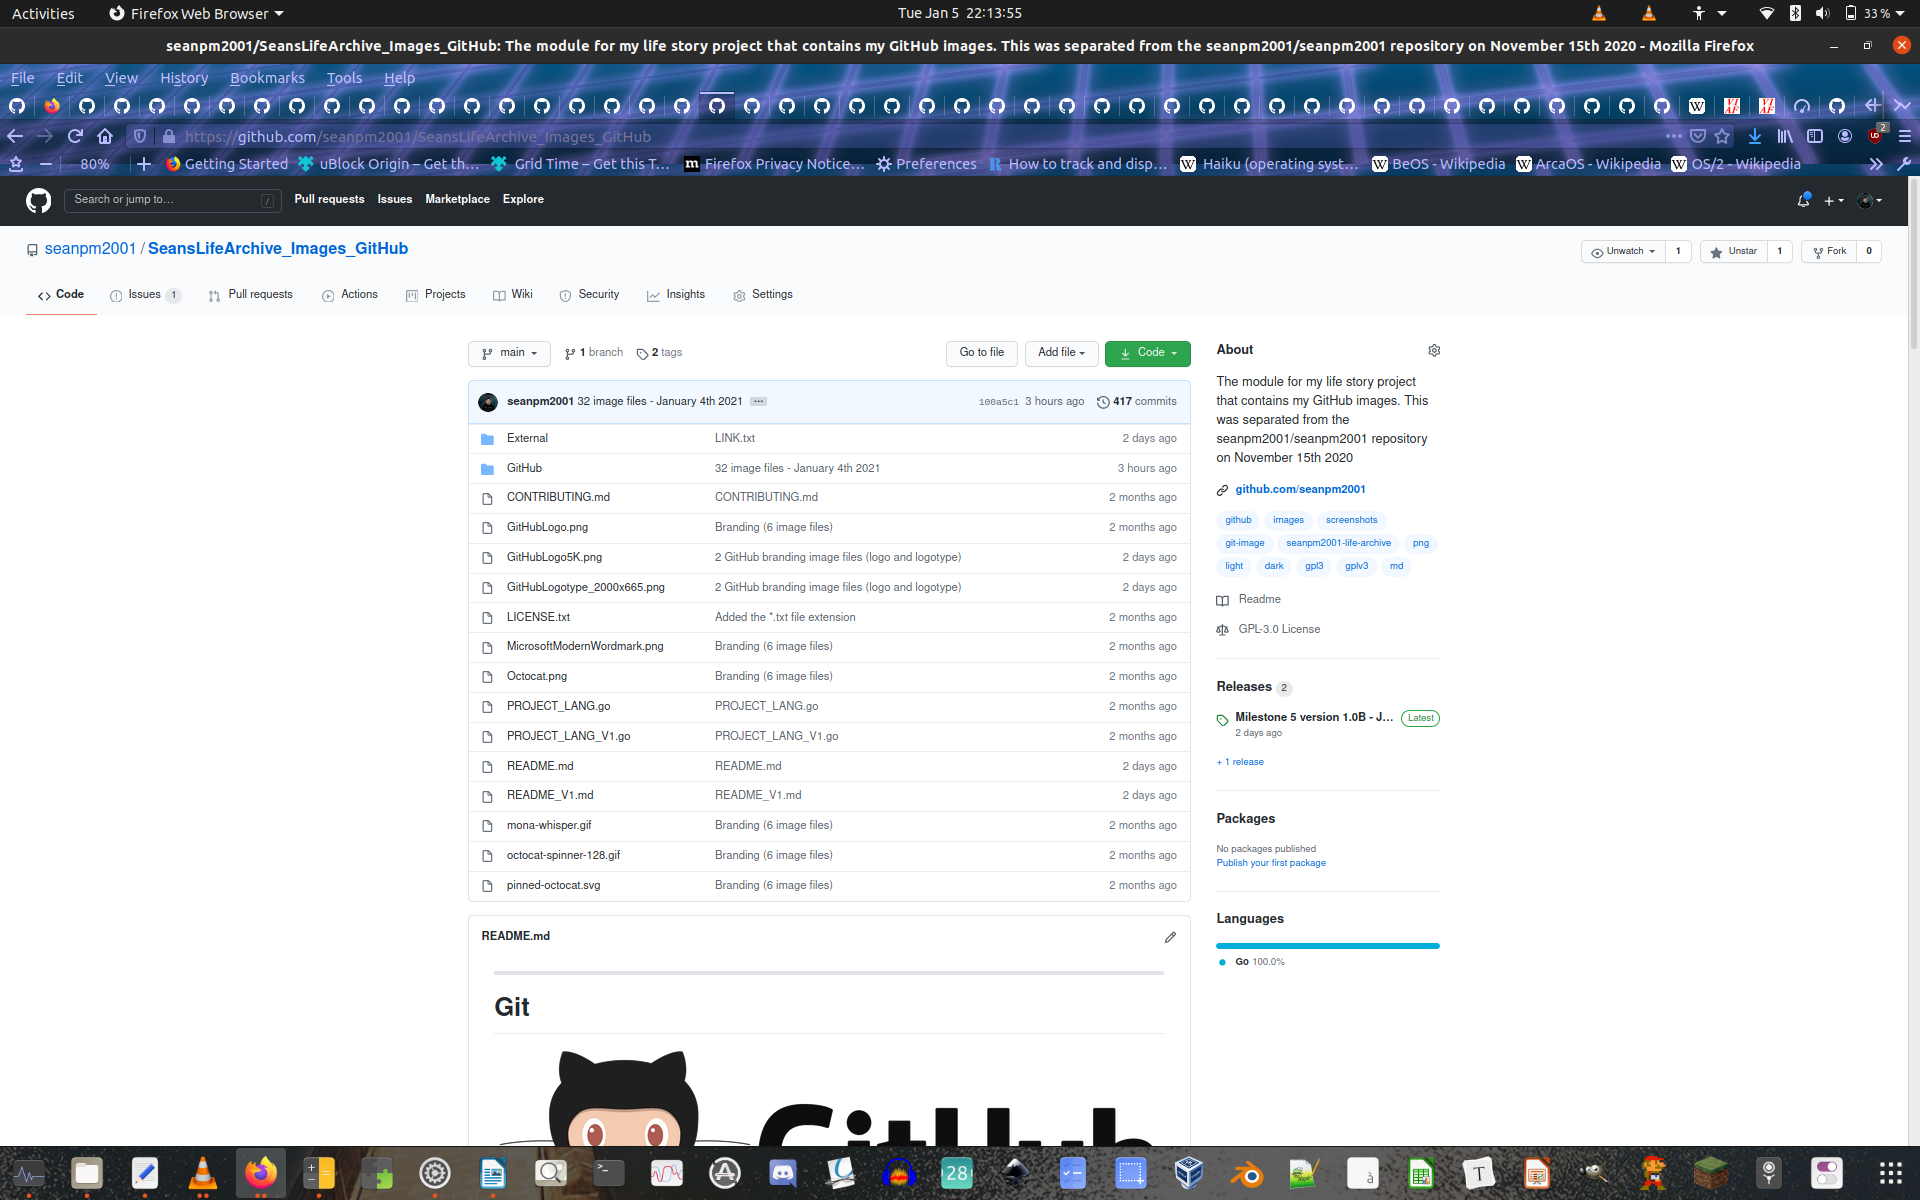 Activities
Firefox Web Browser
Tue Jan 5 22:13:55
33 %
seanpm2001/SeansLifeArchive_Images_GitHub: The module for my life story project that contains my GitHub images. This was separated from the seanpm2001/seanpm2001 repository on November 15th 2020 - Mozilla Firefox
File Edit View History Bookmarks Tools Help
https://github.com/seanpm2001/SeansLifeArchive_Images_GitHub
2
80%
Getting Started
uBlock Origin – Get th…
Grid Time – Get this T…
Firefox Privacy Notice…
Preferences
How to track and disp…
Haiku (operating syst…
BeOS - Wikipedia
ArcaOS - Wikipedia
OS/2 - Wikipedia
Search or jump to…
/
Pull requests Issues Marketplace Explore
seanpm2001 / SeansLifeArchive_Images_GitHub
Unwatch 1
Unstar 1
Fork 0
Code
Issues 1
Pull requests
Actions
Projects
Wiki
Security
Insights
Settings
main
1 branch
2 tags
Go to file
Add file
Code
seanpm2001 32 image files - January 4th 2021 ...
100a5c1 3 hours ago
417 commits
External LINK.txt 2 days ago
GitHub 32 image files - January 4th 2021 3 hours ago
CONTRIBUTING.md CONTRIBUTING.md 2 months ago
GitHubLogo.png Branding (6 image files) 2 months ago
GitHubLogo5K.png 2 GitHub branding image files (logo and logotype) 2 days ago
GitHubLogotype_2000x665.png 2 GitHub branding image files (logo and logotype) 2 days ago
LICENSE.txt Added the *.txt file extension 2 months ago
MicrosoftModernWordmark.png Branding (6 image files) 2 months ago
Octocat.png Branding (6 image files) 2 months ago
PROJECT_LANG.go PROJECT_LANG.go 2 months ago
PROJECT_LANG_V1.go PROJECT_LANG_V1.go 2 months ago
README.md README.md 2 days ago
README_V1.md README_V1.md 2 days ago
mona-whisper.gif Branding (6 image files) 2 months ago
octocat-spinner-128.gif Branding (6 image files) 2 months ago
pinned-octocat.svg Branding (6 image files) 2 months ago
README.md
Git
GitHub
About
The module for my life story project
that contains my GitHub images. This
was separated from the
seanpm2001/seanpm2001 repository
on November 15th 2020
github.com/seanpm2001
github images screenshots
git-image seanpm2001-life-archive png
light dark gpl3 gplv3 md
Readme
GPL-3.0 License
Releases 2
Milestone 5 version 1.0B - J... Latest
2 days ago
+ 1 release
Packages
No packages published
Publish your first package
Languages
Go 100.0%
28